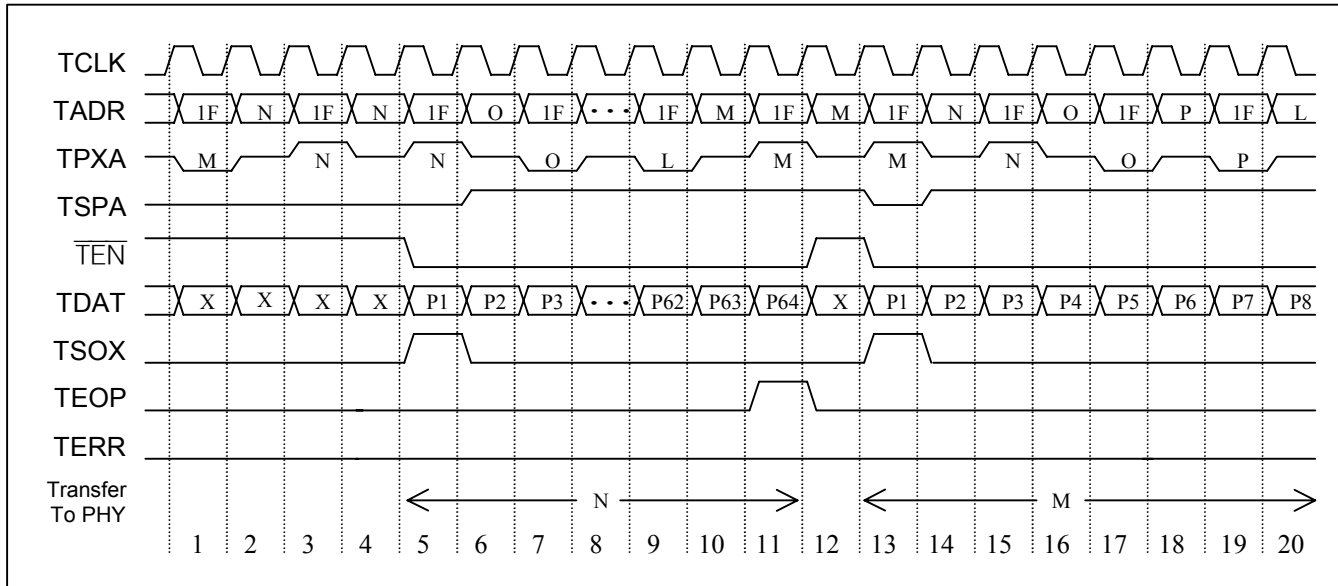 TCLK
TADR 1F N 1F N 1F O 1F ••• 1F M 1F M 1F N 1F O 1F P 1F L
TPXA M N N O L M M N O P
TSPA
TEN
TDAT X X X X P1 P2 P3 ••• P62 P63 P64 X P1 P2 P3 P4 P5 P6 P7 P8
TSOX
TEOP
TERR
Transfer N M
To PHY
1 2 3 4 5 6 7 8 9 10 11 12 13 14 15 16 17 18 19 20